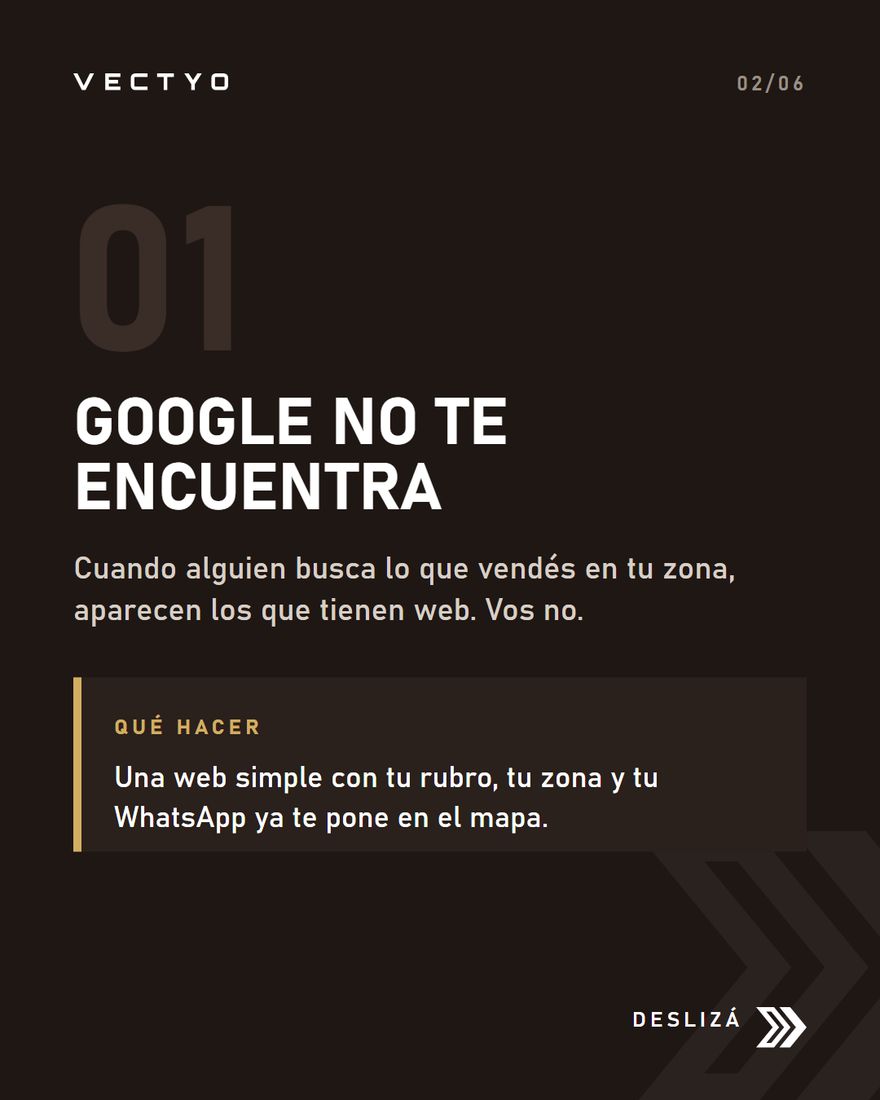 VECTYO
02/06
01
GOOGLE NO TE
ENCUENTRA
Cuando alguien busca lo que vendés en tu zona,
aparecen los que tienen web. Vos no.
QUÉ HACER
Una web simple con tu rubro, tu zona y tu
WhatsApp ya te pone en el mapa.
DESLIZÁ